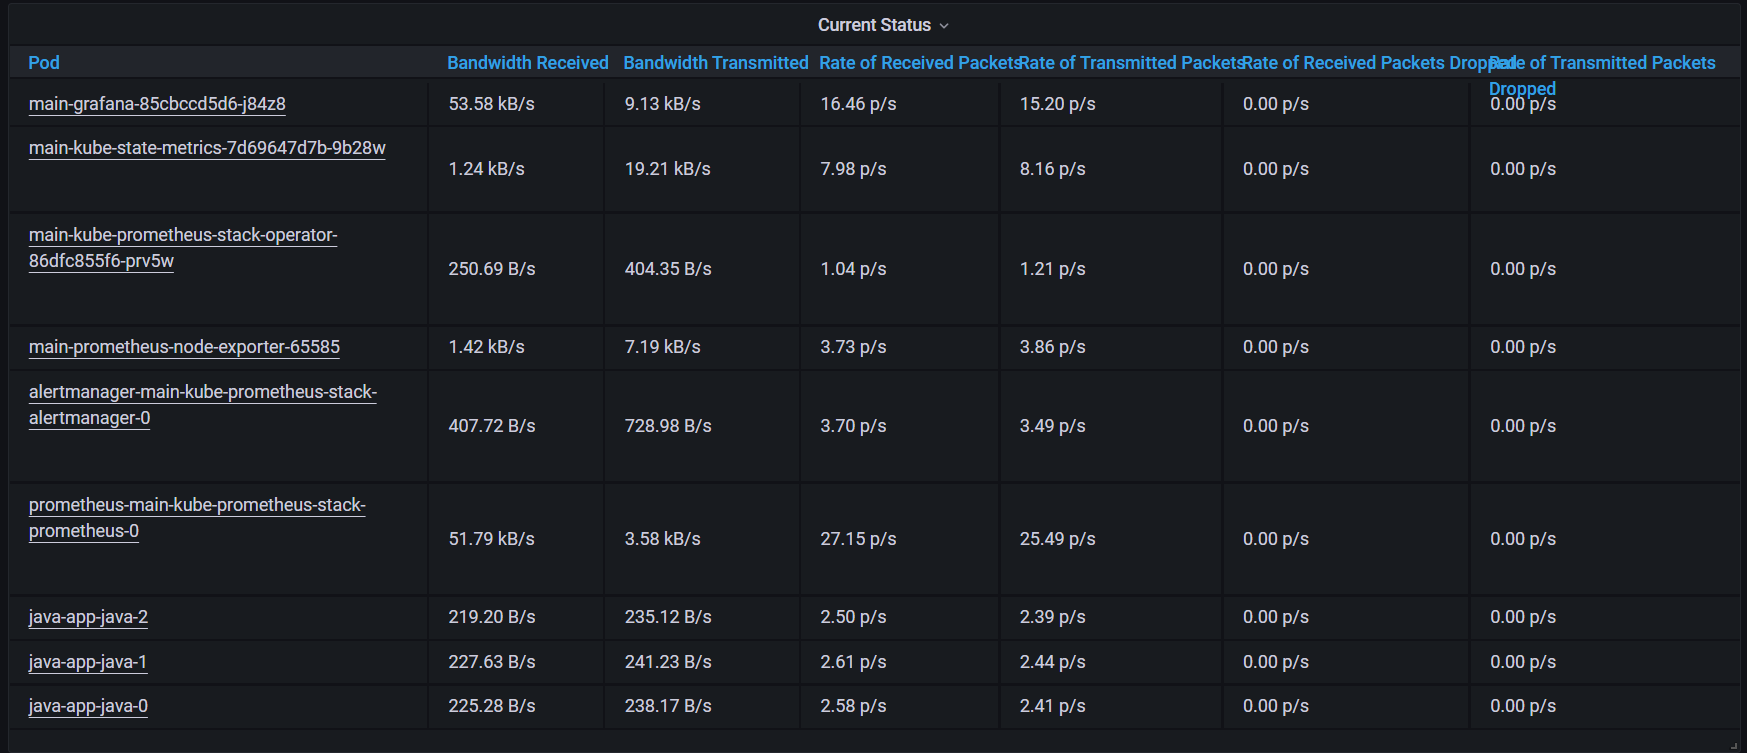 Current Status
Pod Bandwidth Received Bandwidth Transmitted Rate of Received Packets Rate of Transmitted Packets Rate of Received Packets Dropped Rate of Transmitted Packets
Dropped
main-grafana-85cbccd5d6-j84z8 53.58 kB/s 9.13 kB/s 16.46 p/s 15.20 p/s 0.00 p/s 0.00 p/s
main-kube-state-metrics-7d69647d7b-9b28w
1.24 kB/s 19.21 kB/s 7.98 p/s 8.16 p/s 0.00 p/s 0.00 p/s
main-kube-prometheus-stack-operator-
86dfc855f6-prv5w
250.69 B/s 404.35 B/s 1.04 p/s 1.21 p/s 0.00 p/s 0.00 p/s
main-prometheus-node-exporter-65585 1.42 kB/s 7.19 kB/s 3.73 p/s 3.86 p/s 0.00 p/s 0.00 p/s
alertmanager-main-kube-prometheus-stack-
alertmanager-0
407.72 B/s 728.98 B/s 3.70 p/s 3.49 p/s 0.00 p/s 0.00 p/s
prometheus-main-kube-prometheus-stack-
prometheus-0
51.79 kB/s 3.58 kB/s 27.15 p/s 25.49 p/s 0.00 p/s 0.00 p/s
java-app-java-2 219.20 B/s 235.12 B/s 2.50 p/s 2.39 p/s 0.00 p/s 0.00 p/s
java-app-java-1 227.63 B/s 241.23 B/s 2.61 p/s 2.44 p/s 0.00 p/s 0.00 p/s
java-app-java-0 225.28 B/s 238.17 B/s 2.58 p/s 2.41 p/s 0.00 p/s 0.00 p/s